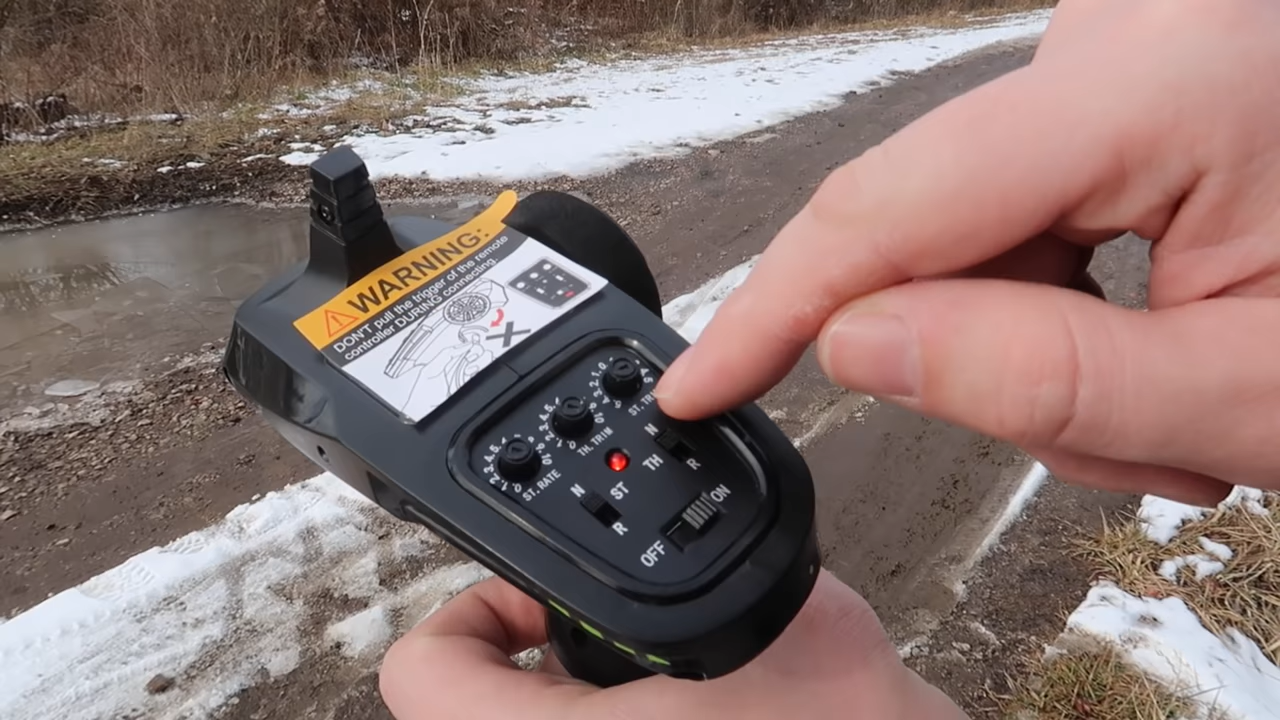 WARNING:
DON'T pull the trigger of the remote
controller DURING connecting.
ST. TRIM
TH. TRIM
ST. RATE
N
TH
R
N
ST
R
ON
OFF